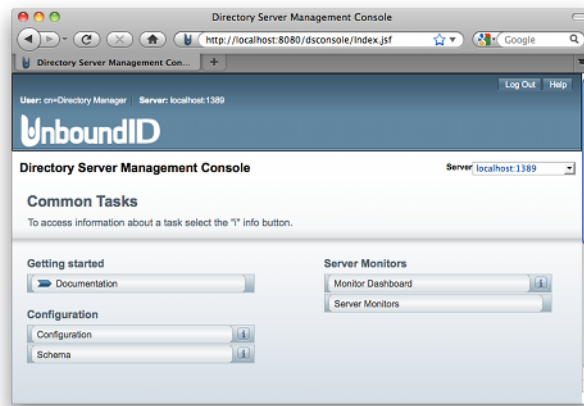 Directory Server Management Console
http://localhost:8080/dsconsole/index.jsf
Google
Directory Server Management Con...
Log Out Help
User: cn=Directory Manager Server: localhost:1389
UnboundID
Directory Server Management Console
Server localhost:1389
Common Tasks
To access information about a task select the "i" info button.
Getting started
Documentation
Configuration
Configuration i
Schema i
Server Monitors
Monitor Dashboard i
Server Monitors